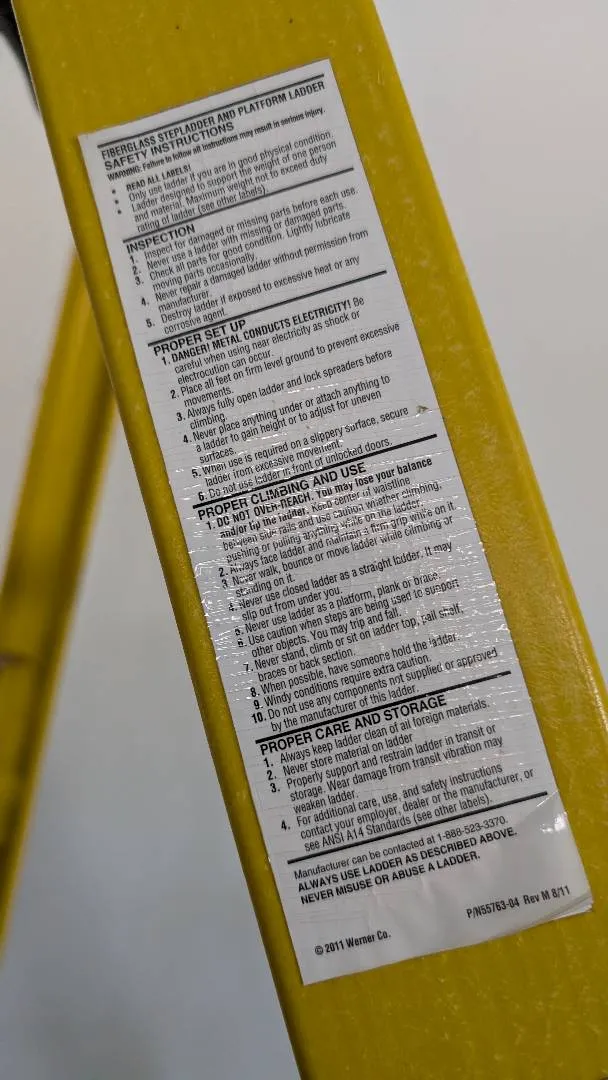 FIBERGLASS STEPLADDER AND PLATFORM LADDER
SAFETY INSTRUCTIONS
WARNING: Failure to follow all instructions may result in serious injury.
• READ ALL LABELS!
• Only use ladder if you are in good physical condition.
• Ladder designed to support the weight of one person
and material. Maximum weight not to exceed duty
rating of ladder (see other labels).
INSPECTION
1. Inspect for damaged or missing parts before each use.
2. Never use a ladder with missing or damaged parts.
3. Check all parts for good condition. Lightly lubricate
moving parts occasionally.
4. Never repair a damaged ladder without permission from
manufacturer.
5. Destroy ladder if exposed to excessive heat or any
corrosive agent.
PROPER SET UP
1. DANGER! METAL CONDUCTS ELECTRICITY! Be
careful when using near electricity as shock or
electrocution can occur.
2. Place all feet on firm level ground to prevent excessive
movements.
3. Always fully open ladder and lock spreaders before
climbing.
4. Never place anything under or attach anything to
a ladder to gain height or to adjust for uneven
surfaces.
5. When use is required on a slippery surface, secure
ladder from excessive movement.
6. Do not use ladder in front of unlocked doors.
PROPER CLIMBING AND USE
1. DO NOT OVER-REACH. You may lose your balance
and/or tip the ladder. Keep center of waistline
between side rails and use caution whether climbing,
pushing or pulling anything while on the ladder.
2. Always face ladder and maintain a firm grip while on it
3. Never walk, bounce or move ladder while climbing or
standing on it.
4. Never use closed ladder as a straight ladder. It may
slip out from under you.
5. Never use ladder as a platform, plank or brace.
6. Use caution when steps are being used to support
other objects. You may trip and fall.
7. Never stand, climb or sit on ladder top, pail shelf,
braces or back section.
8. When possible, have someone hold the ladder.
9. Windy conditions require extra caution.
10. Do not use any components not supplied or approved
by the manufacturer of this ladder.
PROPER CARE AND STORAGE
1. Always keep ladder clean of all foreign materials.
2. Never store material on ladder
3. Properly support and restrain ladder in transit or
storage. Wear damage from transit vibration may
weaken ladder.
4. For additional care, use, and safety instructions
contact your employer, dealer or the manufacturer, or
see ANSI A14 Standards (see other labels).
Manufacturer can be contacted at 1-888-523-3370.
ALWAYS USE LADDER AS DESCRIBED ABOVE.
NEVER MISUSE OR ABUSE A LADDER.
P/N55763-04 Rev M 8/11
© 2011 Werner Co.